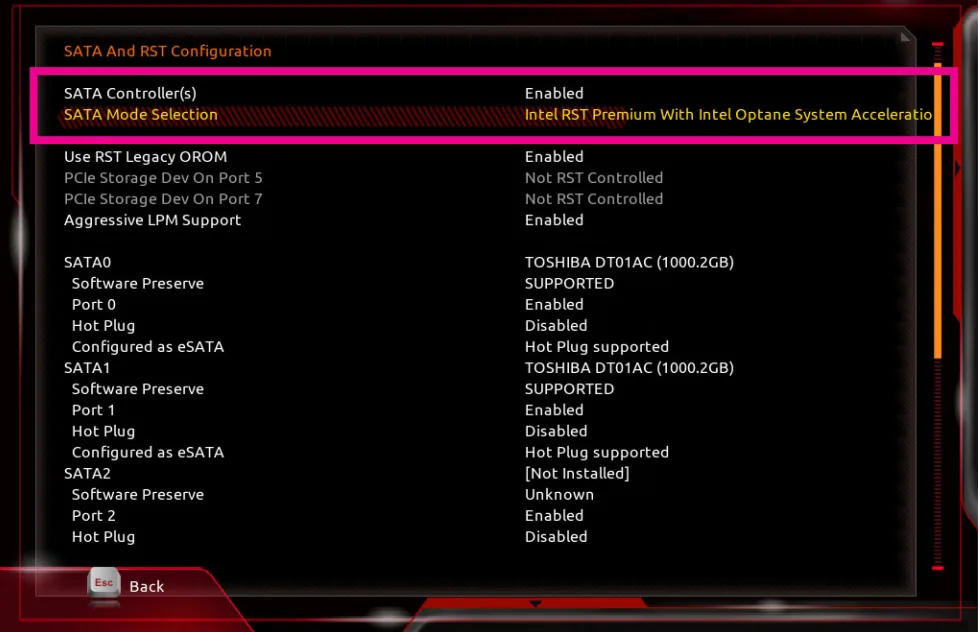 SATA And RST Configuration
SATA Controller(s) Enabled
SATA Mode Selection Intel RST Premium With Intel Optane System Acceleratio
Use RST Legacy OROM Enabled
PCIe Storage Dev On Port 5 Not RST Controlled
PCIe Storage Dev On Port 7 Not RST Controlled
Aggressive LPM Support Enabled
SATA0 TOSHIBA DT01AC (1000.2GB)
Software Preserve SUPPORTED
Port 0 Enabled
Hot Plug Disabled
Configured as eSATA Hot Plug supported
SATA1 TOSHIBA DT01AC (1000.2GB)
Software Preserve SUPPORTED
Port 1 Enabled
Hot Plug Disabled
Configured as eSATA Hot Plug supported
SATA2 [Not Installed]
Software Preserve Unknown
Port 2 Enabled
Hot Plug Disabled
Esc Back